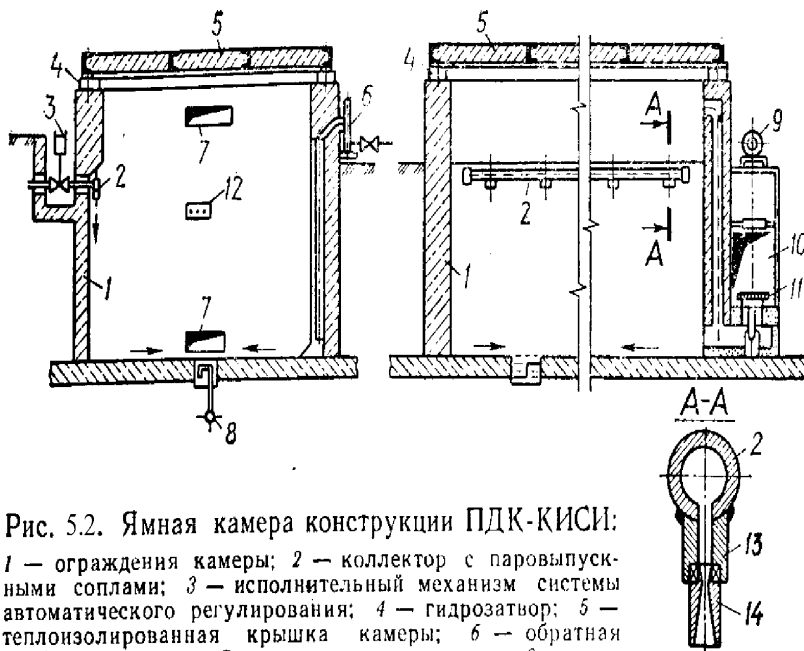 5
4
3
2
1
7
12
7
6
8
5
4
А
А
2
1
9
10
11
А-А
2
13
14
Рис. 5.2. Ямная камера конструкции ПДК-КИСИ:
1 — ограждения камеры; 2 — коллектор с паровыпуск-
ными соплами; 3 — исполнительный механизм системы
автоматического регулирования; 4 — гидрозатвор; 5 —
теплоизолированная крышка камеры; 6 — обратная